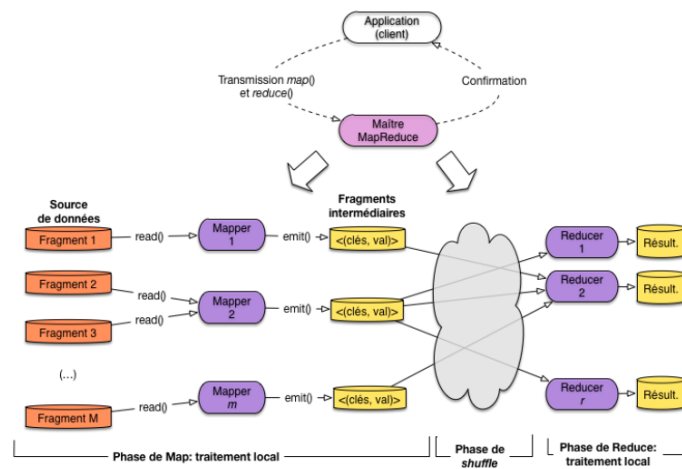 Application
(client)
Transmission map()
et reduce()
Confirmation
Maître
MapReduce
Source
de données
Fragments
intermédiaires
Fragment 1
read()
Mapper
1
emit()
<(clés, val)>
Reducer
1
Résult.
Fragment 2
read()
Mapper
2
emit()
<(clés, val)>
Reducer
2
Résult.
Fragment 3
read()
(...)
Fragment M
read()
Mapper
m
emit()
<(clés, val)>
Reducer
r
Résult.
Phase de Map: traitement local
Phase de
shuffle
Phase de Reduce:
traitement local